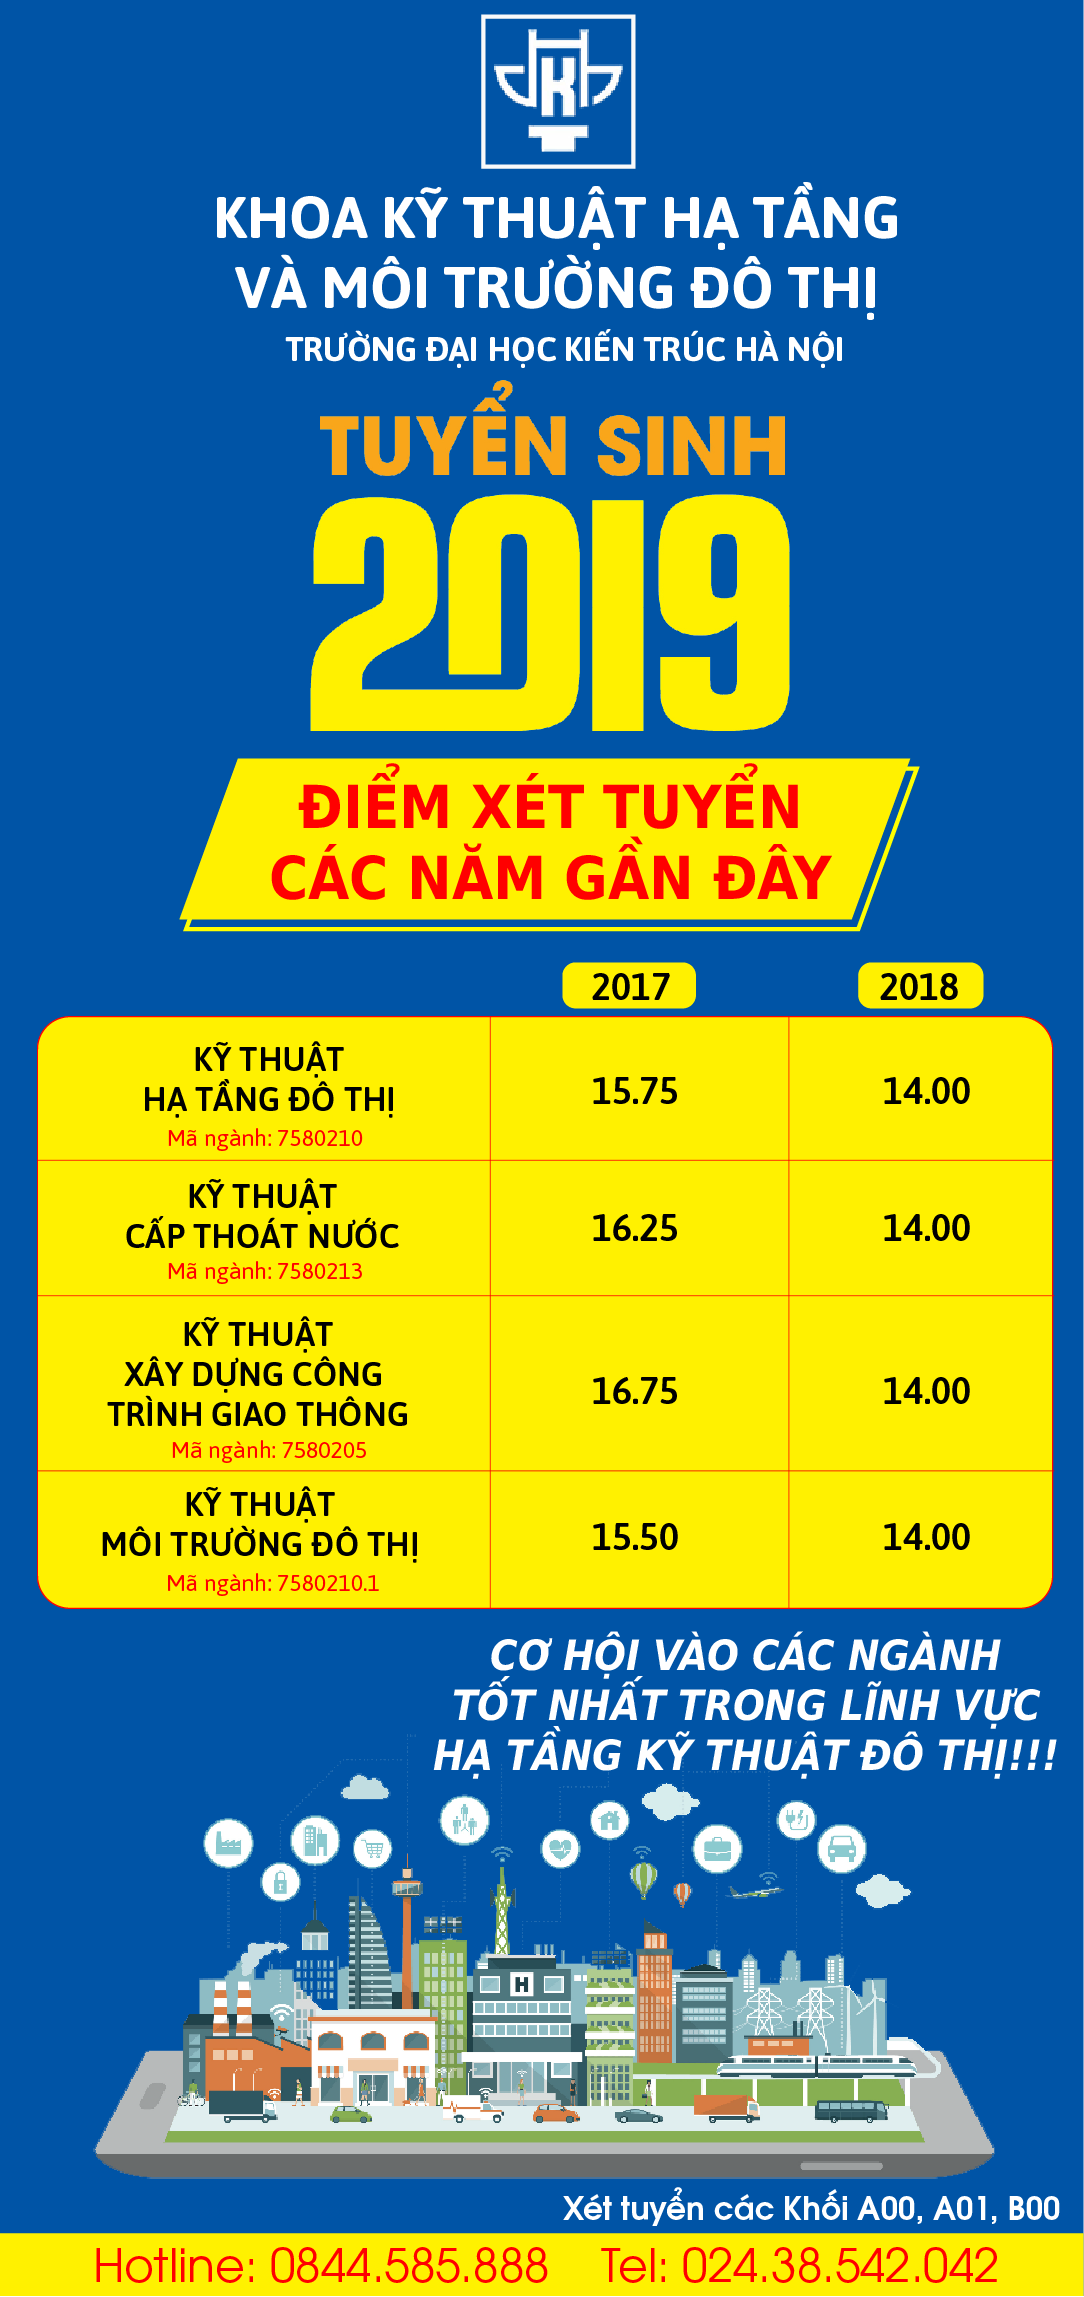 K
KHOA KỸ THUẬT HẠ TẦNG
VÀ MÔI TRƯỜNG ĐÔ THỊ
TRƯỜNG ĐẠI HỌC KIẾN TRÚC HÀ NỘI
TUYỂN SINH
2019
ĐIỂM XÉT TUYỂN
CÁC NĂM GẦN ĐÂY
2017 2018
KỸ THUẬT
HẠ TẦNG ĐÔ THỊ
Mã ngành: 7580210
15.75 14.00
KỸ THUẬT
CẤP THOÁT NƯỚC
Mã ngành: 7580213
16.25 14.00
KỸ THUẬT
XÂY DỰNG CÔNG
TRÌNH GIAO THÔNG
Mã ngành: 7580205
16.75 14.00
KỸ THUẬT
MÔI TRƯỜNG ĐÔ THỊ
Mã ngành: 7580210.1
15.50 14.00
CƠ HỘI VÀO CÁC NGÀNH
TỐT NHẤT TRONG LĨNH VỰC
HẠ TẦNG KỸ THUẬT ĐÔ THỊ!!!
H
Xét tuyển các Khối A00, A01, B00
Hotline: 0844.585.888 Tel: 024.38.542.042